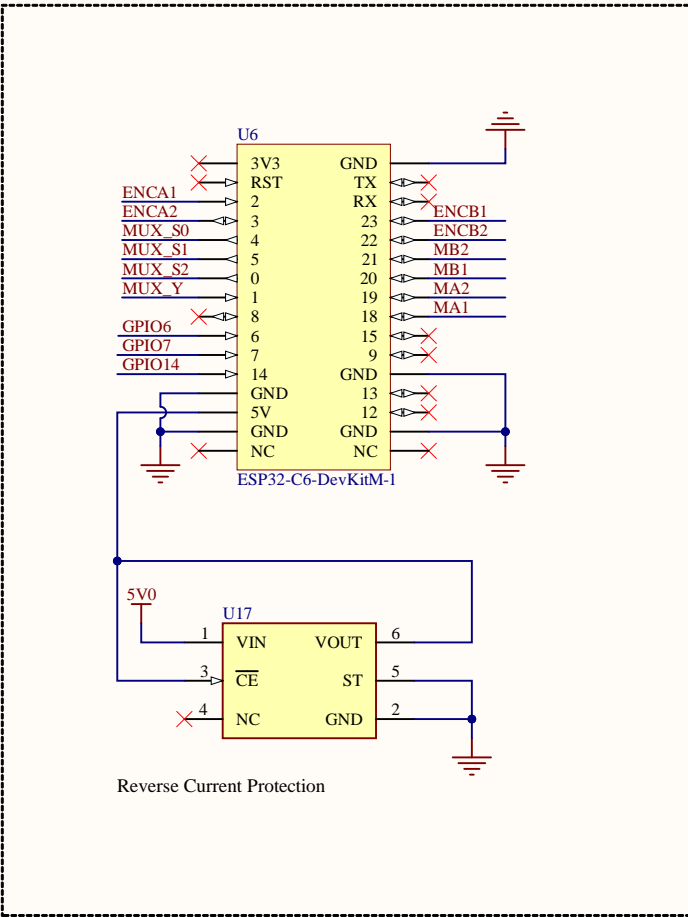 U6
3V3 GND
RST TX
ENCA1 2 RX
ENCA2 3 23 ENCB1
MUX_S0 4 22 ENCB2
MUX_S1 5 21 MB2
MUX_S2 0 20 MB1
MUX_Y 1 19 MA2
8 18 MA1
GPIO6 6 15
GPIO7 7 9
GPIO14 14 GND
GND 13
5V 12
GND GND
NC NC
ESP32-C6-DevKitM-1
5V0
U17
1 VIN VOUT 6
3 CE ST 5
4 NC GND 2
Reverse Current Protection